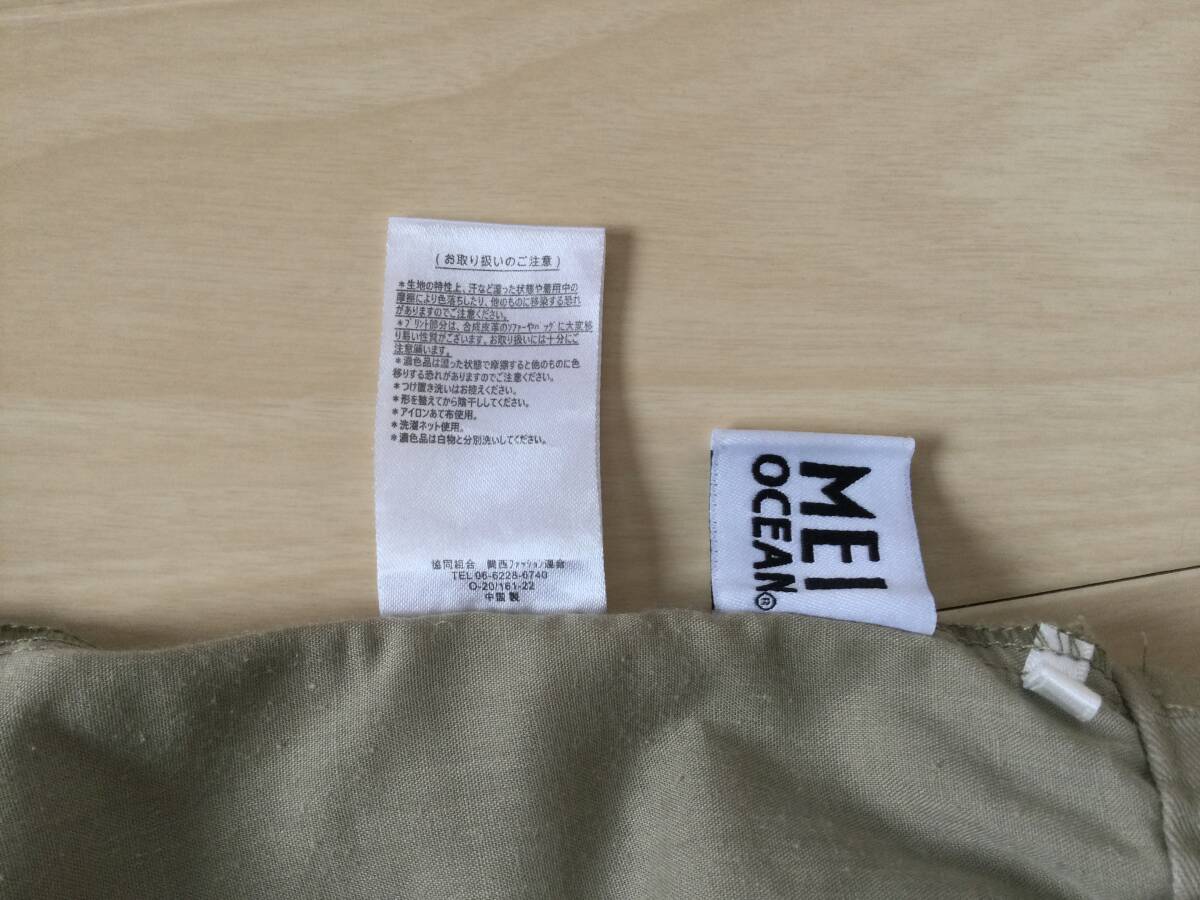 (お取り扱いのご注意)
*生地の特性上、汗など湿った状態や着用中の
摩擦により色落ちしたり、他のものに移染する恐れ
がありますのでご注意ください。
*プリント部分は、合成皮革のソファーやバッグに大変移
り易い性質がございます。お取り扱いには十分にご
注意願います。
*濃色品は湿った状態で摩擦すると他のものに色
移りする恐れがありますのでご注意ください。
*つけ置き洗いはお控えください。
*形を整えてから陰干ししてください。
*アイロンあて布使用。
*洗濯ネット使用。
*濃色品は白物と分別洗いしてください。
協同組合 関西ファッション連合
TEL 06-6228-6740
O-20/161-22
中国製
MEI
OCEAN®